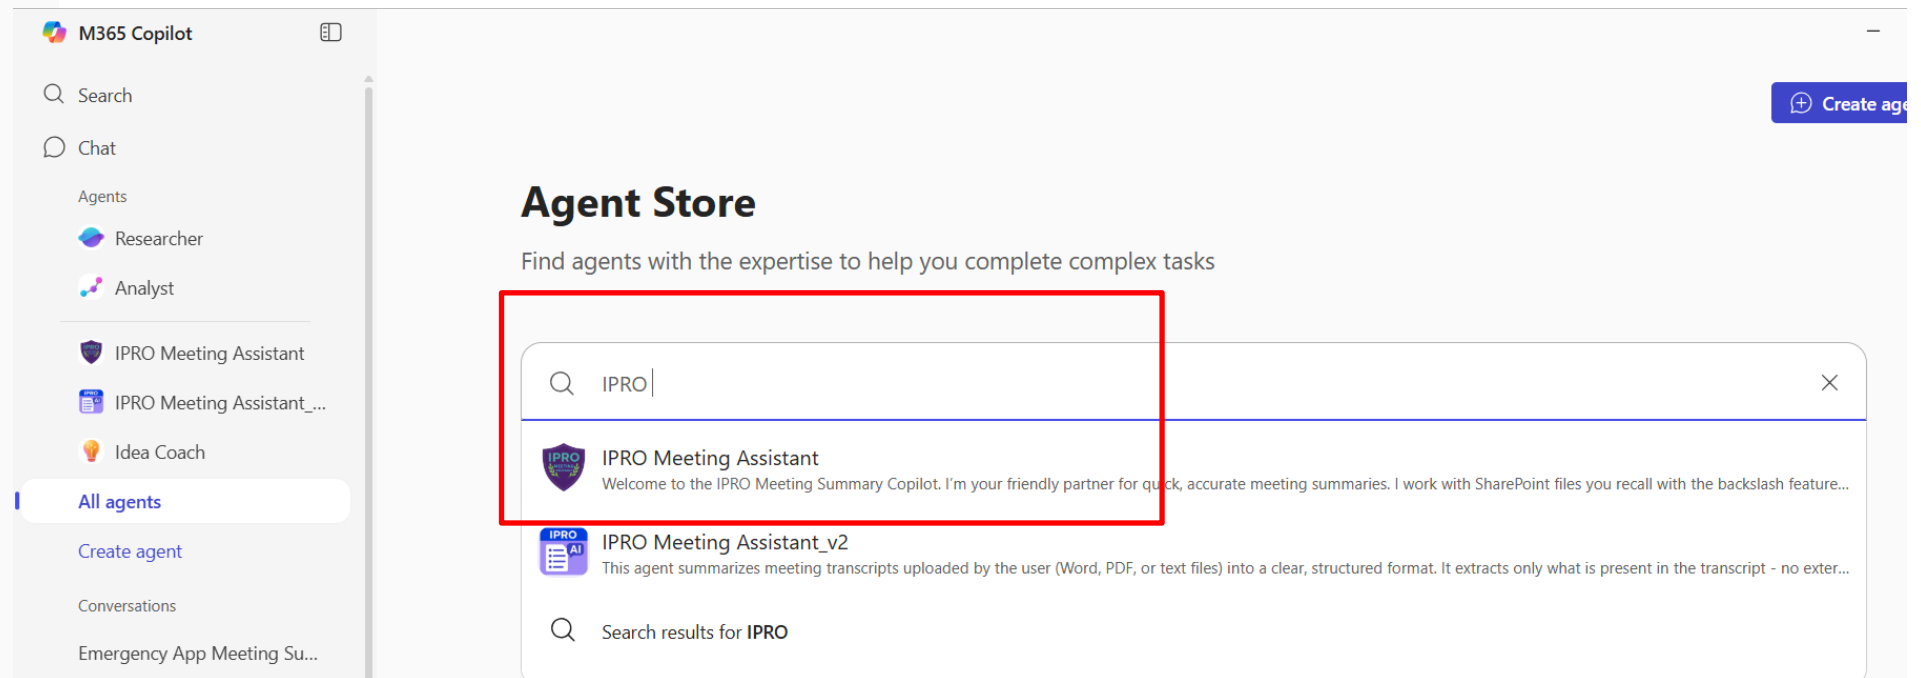 M365 Copilot
Search
Chat
Agents
Researcher
Analyst
IPRO Meeting Assistant
IPRO Meeting Assistant_...
Idea Coach
All agents
Create agent
Conversations
Emergency App Meeting Su...
Create age
Agent Store
Find agents with the expertise to help you complete complex tasks
IPRO
IPRO
IPRO Meeting Assistant
Welcome to the IPRO Meeting Summary Copilot. I'm your friendly partner for quick, accurate meeting summaries. I work with SharePoint files you recall with the backslash feature...
IPRO
AI
IPRO Meeting Assistant_v2
This agent summarizes meeting transcripts uploaded by the user (Word, PDF, or text files) into a clear, structured format. It extracts only what is present in the transcript - no exter...
Search results for IPRO